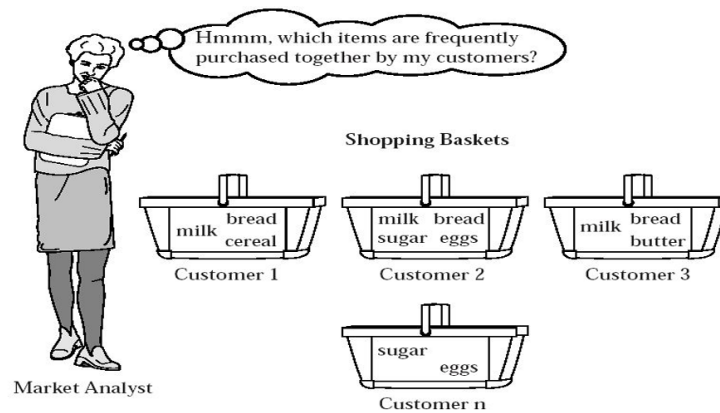 Hmmm, which items are frequently
purchased together by my customers?
Shopping Baskets
milk bread
cereal
Customer 1
milk bread
sugar eggs
Customer 2
milk bread
butter
Customer 3
sugar
eggs
Customer n
Market Analyst